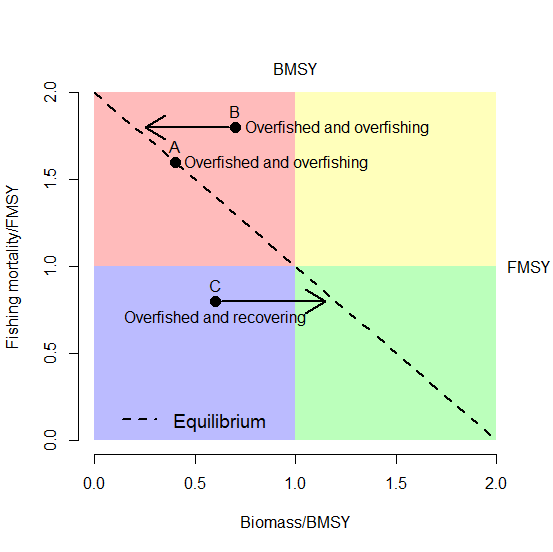 BMSY
2.0
1.5
1.0
0.5
0.0
Fishing mortality/FMSY
B
Overfished and overfishing
A
Overfished and overfishing
FMSY
C
Overfished and recovering
Equilibrium
0.0 0.5 1.0 1.5 2.0
Biomass/BMSY